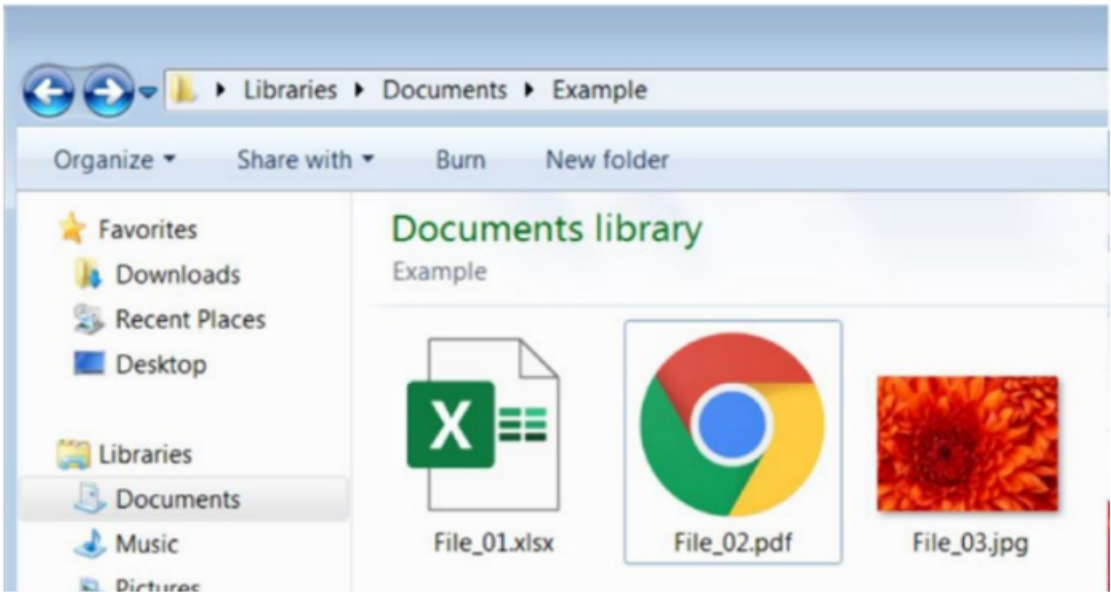 Libraries Documents Example
Organize Share with Burn New folder
Favorites
Downloads
Recent Places
Desktop
Libraries
Documents
Music
Pictures
Documents library
Example
X
File_01.xlsx File_02.pdf File_03.jpg